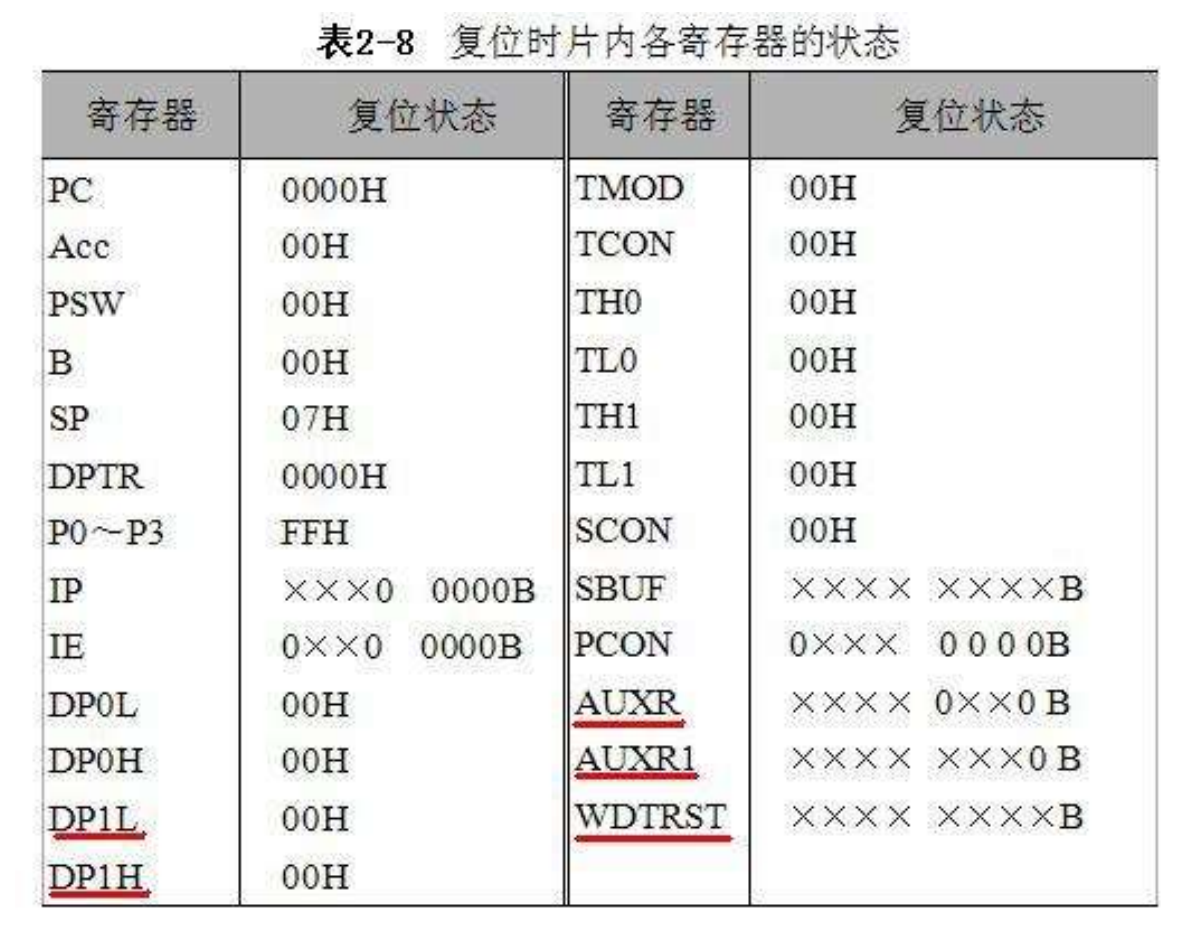 表2-8 复位时片内各寄存器的状态
寄存器 复位状态 寄存器 复位状态
PC 0000H TMOD 00H
Acc 00H TCON 00H
PSW 00H TH0 00H
B 00H TL0 00H
SP 07H TH1 00H
DPTR 0000H TL1 00H
P0～P3 FFH SCON 00H
IP ×××0 0000B SBUF ×××× ××××B
IE 0××0 0000B PCON 0××× 0 0 0 0B
DP0L 00H AUXR ×××× 0××0 B
DP0H 00H AUXR1 ×××× ×××0 B
DP1L 00H WDTRST ×××× ××××B
DP1H 00H